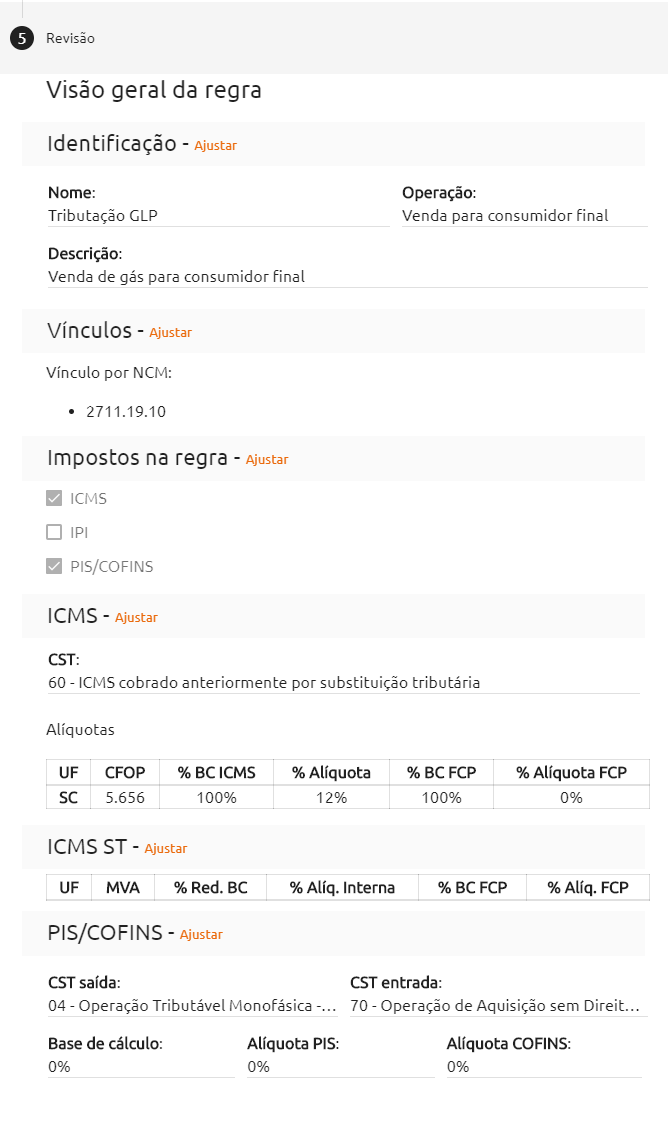 5 Revisão
Visão geral da regra
Identificação - Ajustar
Nome: Operação:
Tributação GLP Venda para consumidor final
Descrição:
Venda de gás para consumidor final
Vínculos - Ajustar
Vínculo por NCM:
• 2711.19.10
Impostos na regra - Ajustar
ICMS
IPI
PIS/COFINS
ICMS - Ajustar
CST:
60 - ICMS cobrado anteriormente por substituição tributária
Alíquotas
UF CFOP % BC ICMS % Alíquota % BC FCP % Alíquota FCP
SC 5.656 100% 12% 100% 0%
ICMS ST - Ajustar
UF MVA % Red. BC % Alíq. Interna % BC FCP % Alíq. FCP
PIS/COFINS - Ajustar
CST saída: CST entrada:
04 - Operação Tributável Monofásica -... 70 - Operação de Aquisição sem Direit...
Base de cálculo: Alíquota PIS: Alíquota COFINS:
0% 0% 0%